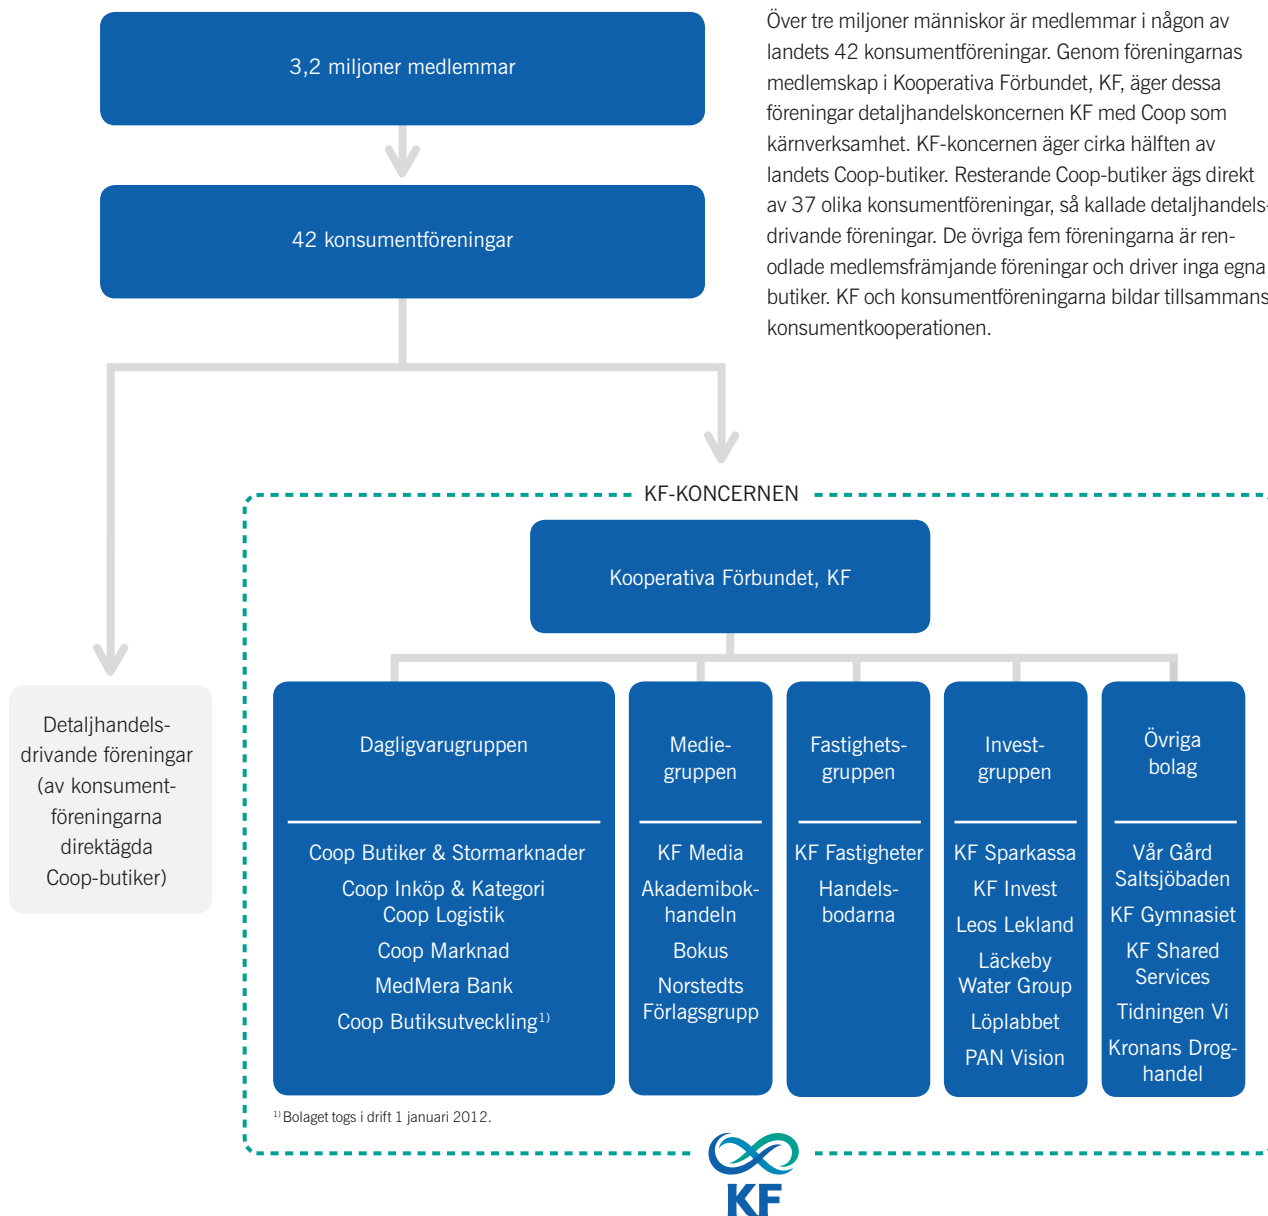 3,2 miljoner medlemmar
42 konsumentföreningar
Över tre miljoner människor är medlemmar i någon av
landets 42 konsumentföreningar. Genom föreningarnas
medlemskap i Kooperativa Förbundet, KF, äger dessa
föreningar detaljhandelskoncernen KF med Coop som
kärnverksamhet. KF-koncernen äger cirka hälften av
landets Coop-butiker. Resterande Coop-butiker ägs direkt
av 37 olika konsumentföreningar, så kallade detaljhandels-
drivande föreningar. De övriga fem föreningarna är ren-
odlade medlemsfrämjande föreningar och driver inga egna
butiker. KF och konsumentföreningarna bildar tillsammans
konsumentkooperationen.
Detaljhandels-
drivande föreningar
(av konsument-
föreningarna
direktägda
Coop-butiker)
KF-KONCERNEN
Kooperativa Förbundet, KF
Dagligvarugruppen
Coop Butiker & Stormarknader
Coop Inköp & Kategori
Coop Logistik
Coop Marknad
MedMera Bank
Coop Butiksutveckling1)
Medie-
gruppen
KF Media
Akademibok-
handeln
Bokus
Norstedts
Förlagsgrupp
Fastighets-
gruppen
KF Fastigheter
Handels-
bodarna
Invest-
gruppen
KF Sparkassa
KF Invest
Leos Lekland
Läckeby
Water Group
Löplabbet
PAN Vision
Övriga
bolag
Vår Gård
Saltsjöbaden
KF Gymnasiet
KF Shared
Services
Tidningen Vi
Kronans Drog-
handel
1) Bolaget togs i drift 1 januari 2012.
KF